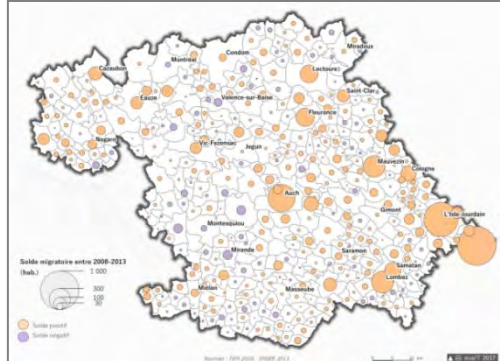 Cazaubon
Montréal
Condom
Miradoux
Lectoure
Eauze
Valence-sur-Baïse
Saint-Clar
Fleurance
Nogaro
Vic-Fezensac
Jegun
Mauvezin
Cologne
Auch
L'Isle-Jourdain
Gimont
Montesquiou
Mirande
Saramon
Samatan
Lombez
Mielan
Masseube
Solde migratoire entre 2008-2013
(hab.)
1 000
300
100
30
Solde positif
Solde négatif